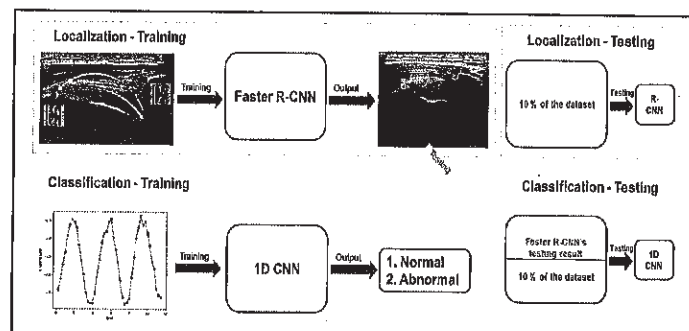 Localization - Training
Localization - Testing
Training
Faster R-CNN
Output
10% of the dataset
Testing
R-
CNN
Testing
Classification - Training
Classification - Testing
Training
1D CNN
Output
1. Normal
2. Abnormal
Faster R-CNN's
testing result
10% of the dataset
Testing
1D
CNN